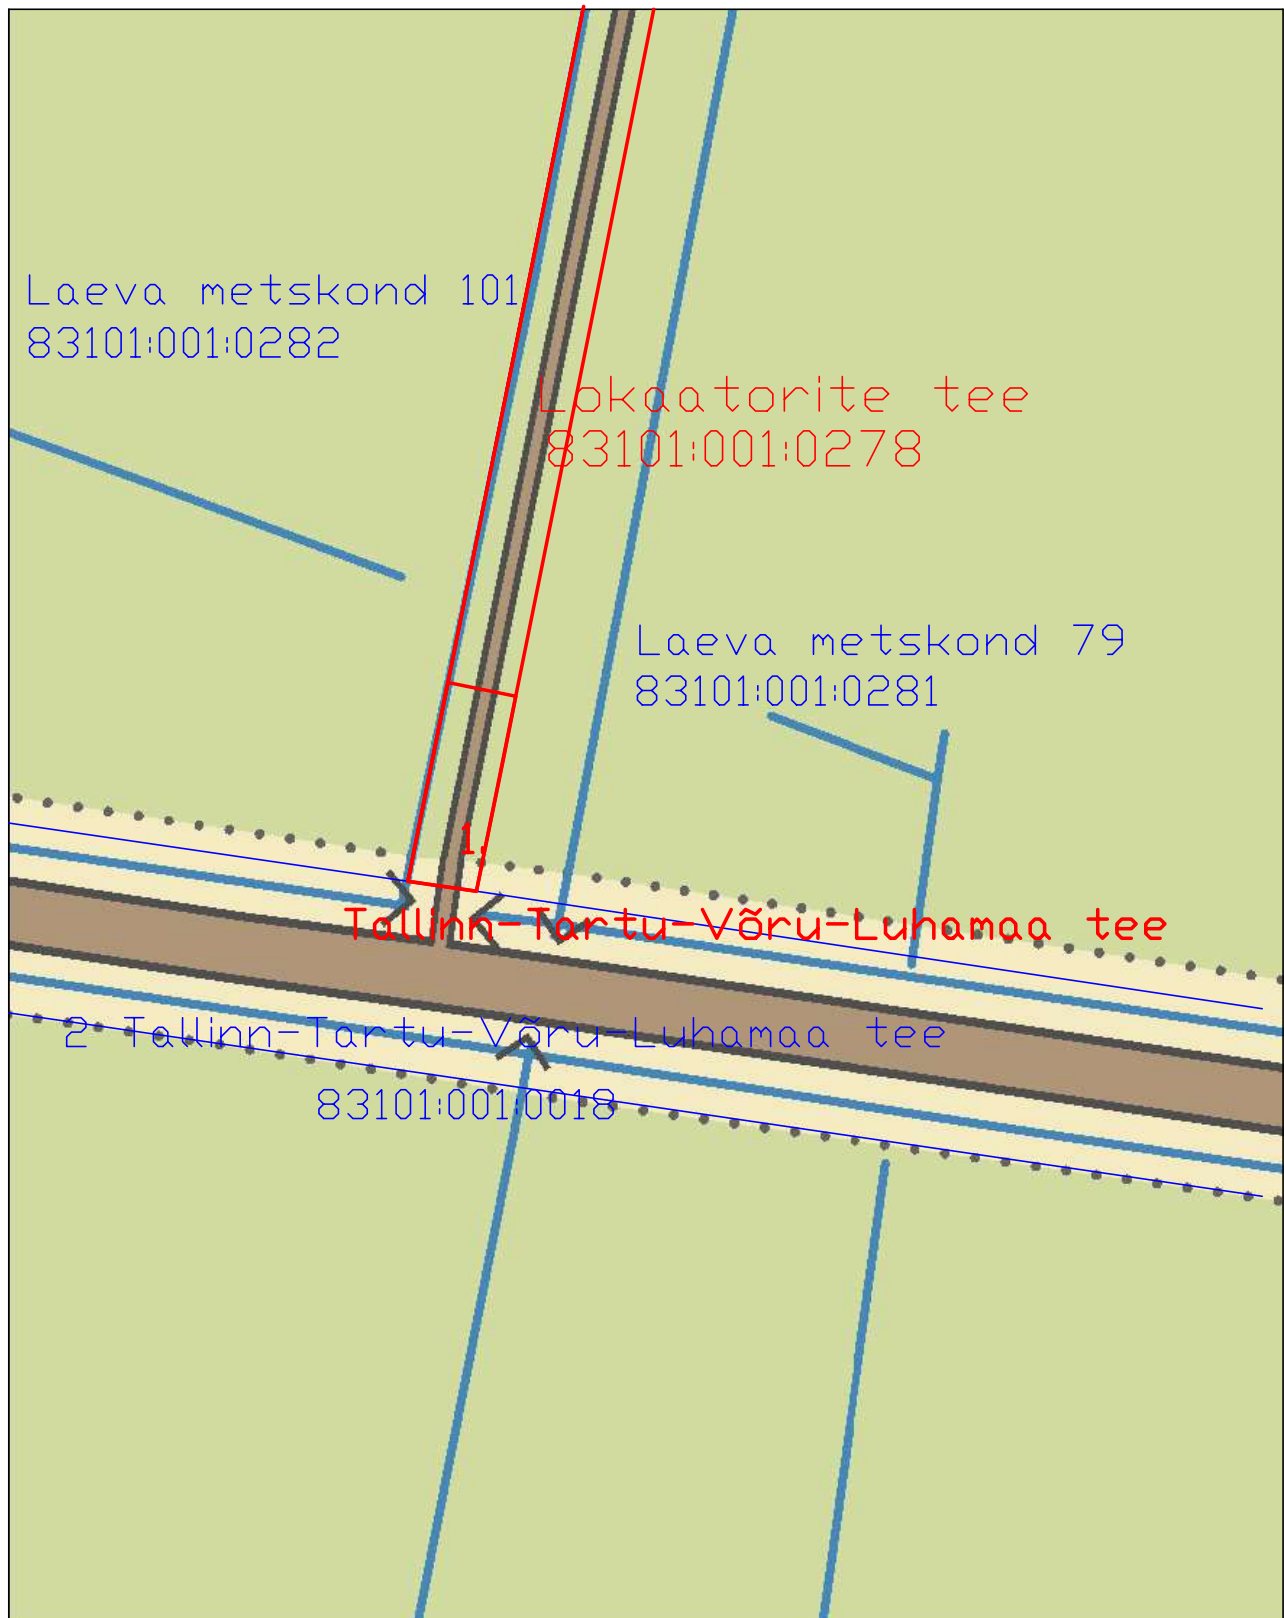 Laeva metskond 101
83101:001:0282
Lokaatorite tee
83101:001:0278
Laeva metskond 79
83101:001:0281
1.
Tallinn-Tartu-Võru-Luhamaa tee
2 Tallinn-Tartu-Võru-Luhamaa tee
83101:001:0018